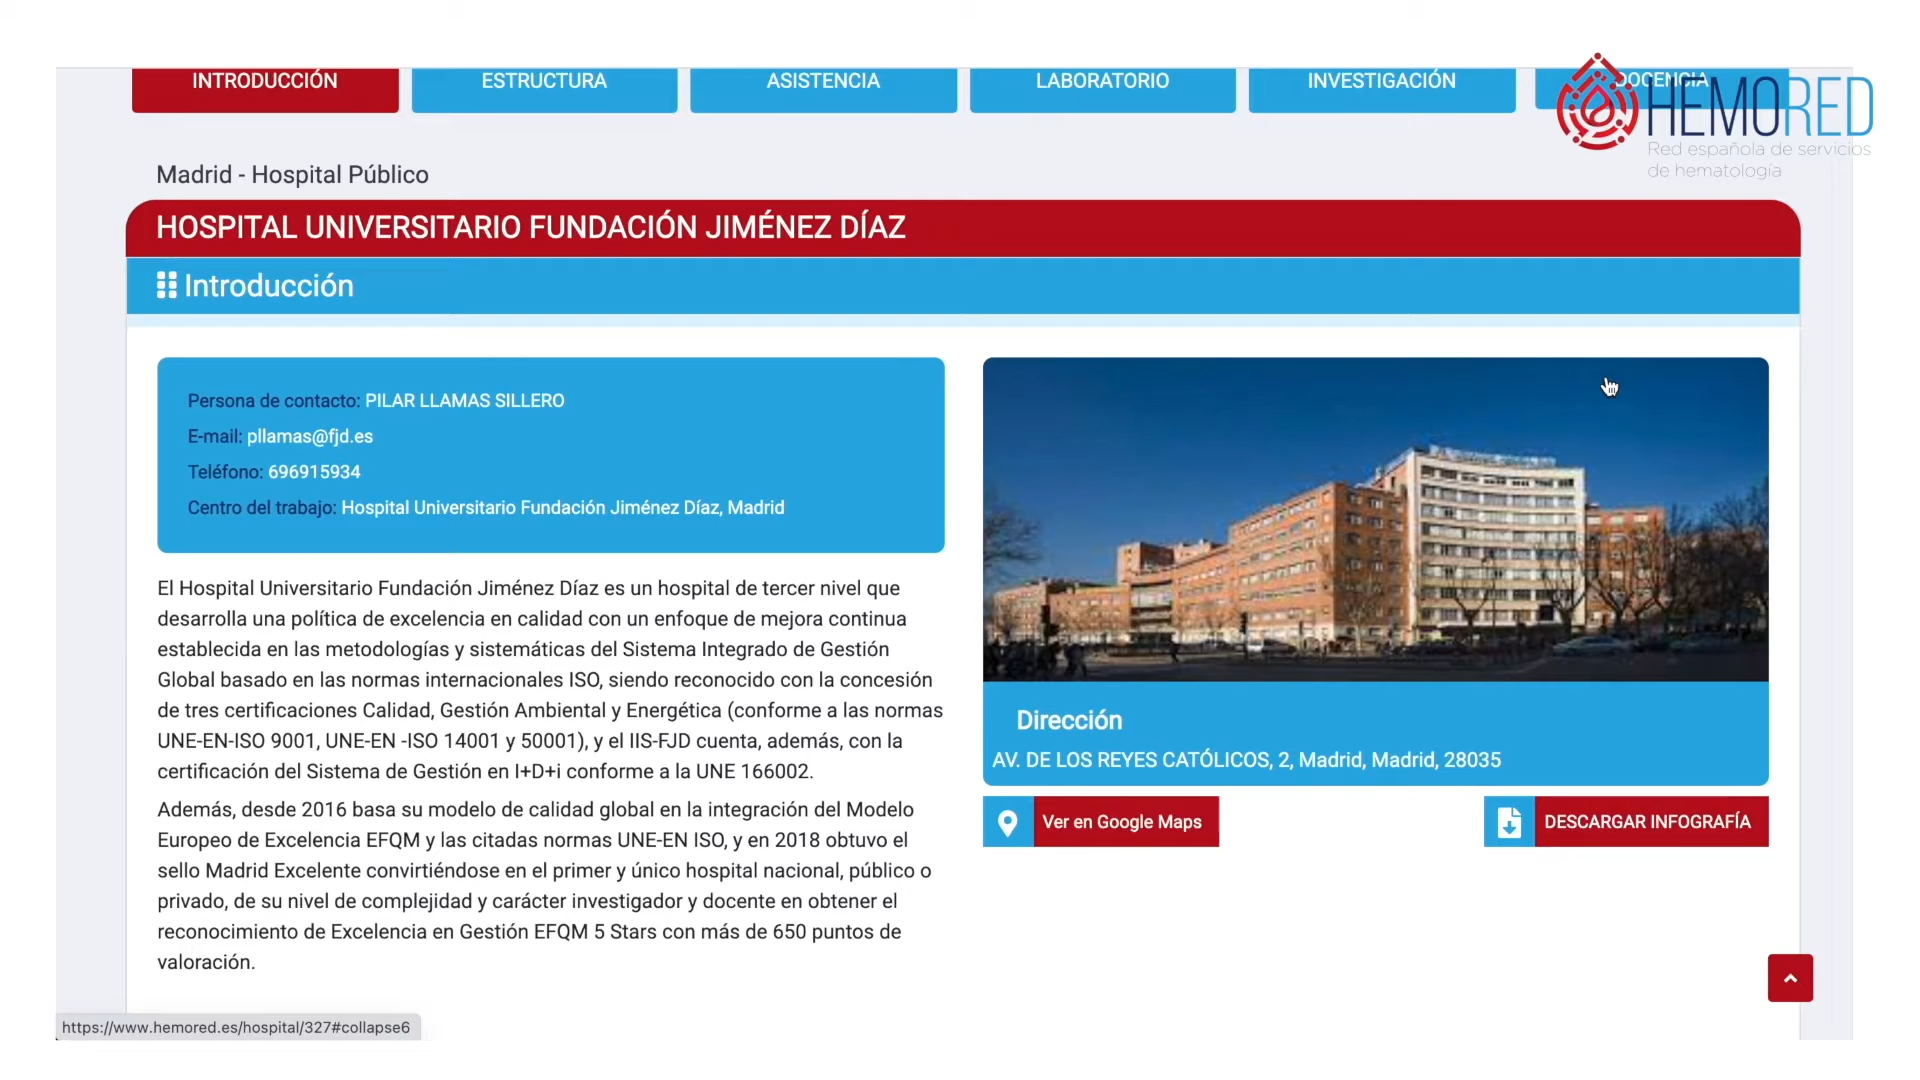 INTRODUCCIÓN
ESTRUCTURA
ASISTENCIA
LABORATORIO
INVESTIGACIÓN
DOCENCIA
HEMORED
Red española de servicios
de hematología
Madrid - Hospital Público
HOSPITAL UNIVERSITARIO FUNDACIÓN JIMÉNEZ DÍAZ
Introducción
Persona de contacto: PILAR LLAMAS SILLERO
E-mail: pllamas@fjd.es
Teléfono: 696915934
Centro del trabajo: Hospital Universitario Fundación Jiménez Díaz, Madrid
El Hospital Universitario Fundación Jiménez Díaz es un hospital de tercer nivel que
desarrolla una política de excelencia en calidad con un enfoque de mejora continua
establecida en las metodologías y sistemáticas del Sistema Integrado de Gestión
Global basado en las normas internacionales ISO, siendo reconocido con la concesión
de tres certificaciones Calidad, Gestión Ambiental y Energética (conforme a las normas
UNE-EN-ISO 9001, UNE-EN -ISO 14001 y 50001), y el IIS-FJD cuenta, además, con la
certificación del Sistema de Gestión en I+D+i conforme a la UNE 166002.
Además, desde 2016 basa su modelo de calidad global en la integración del Modelo
Europeo de Excelencia EFQM y las citadas normas UNE-EN ISO, y en 2018 obtuvo el
sello Madrid Excelente convirtiéndose en el primer y único hospital nacional, público o
privado, de su nivel de complejidad y carácter investigador y docente en obtener el
reconocimiento de Excelencia en Gestión EFQM 5 Stars con más de 650 puntos de
valoración.
Dirección
AV. DE LOS REYES CATÓLICOS, 2, Madrid, Madrid, 28035
Ver en Google Maps
DESCARGAR INFOGRAFÍA
https://www.hemored.es/hospital/327#collapse6